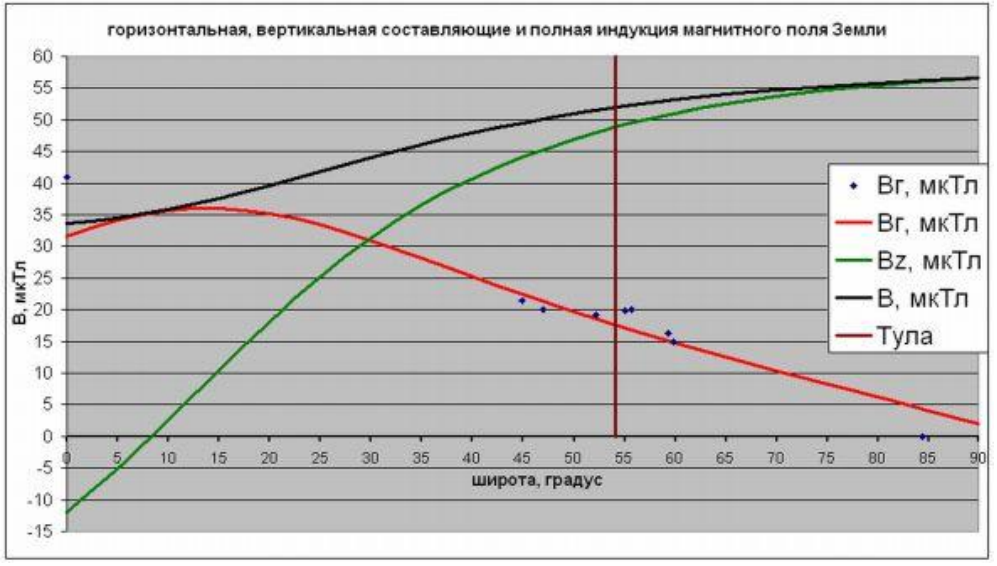 горизонтальная, вертикальная составляющие и полная индукция магнитного поля Земли
60
55
50
45
40
35
30
25
20
15
10
5
0
-5
-10
-15
В, мкТл
0 5 10 15 20 25 30 35 40 45 50 55 60 65 70 75 80 85 90
широта, градус
Вг, мкТл
Вг, мкТл
Bz, мкТл
В, мкТл
Тула